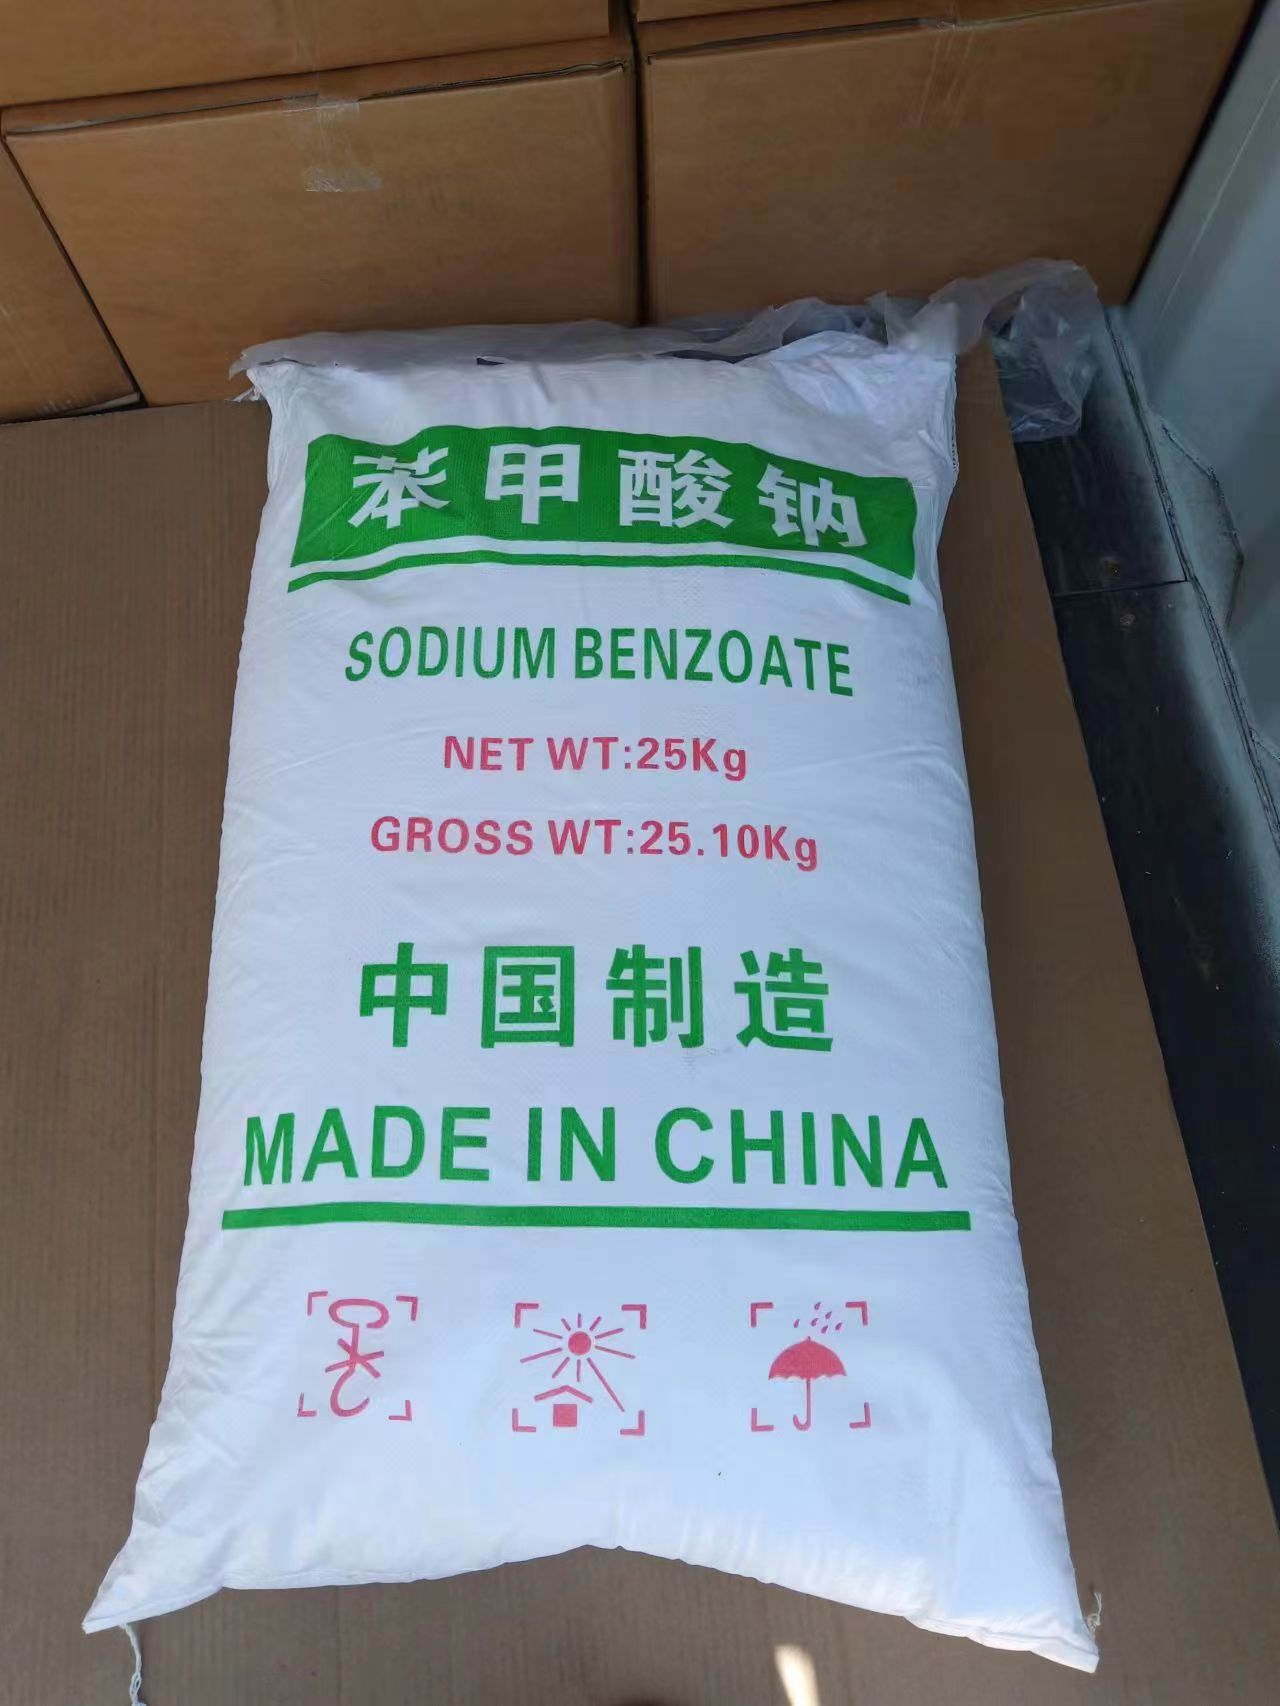 苯甲酸钠
SODIUM BENZOATE
NET WT:25Kg
GROSS WT:25.10Kg
中国制造
MADE IN CHINA